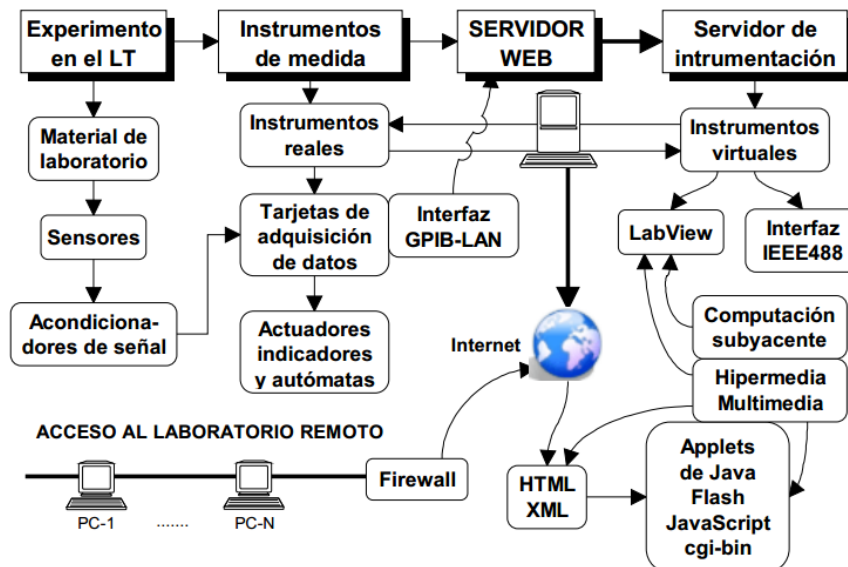 Experimento
en el LT
Instrumentos
de medida
SERVIDOR
WEB
Servidor de
intrumentación
Material de
laboratorio
Instrumentos
reales
Instrumentos
virtuales
Sensores
Tarjetas de
adquisición
de datos
Interfaz
GPIB-LAN
LabView
Interfaz
IEEE488
Acondiciona-
dores de señal
Actuadores
indicadores
y autómatas
Internet
Computación
subyacente
Hipermedia
Multimedia
ACCESO AL LABORATORIO REMOTO
Firewall
HTML
XML
Applets
de Java
Flash
JavaScript
cgi-bin
PC-1 ....... PC-N